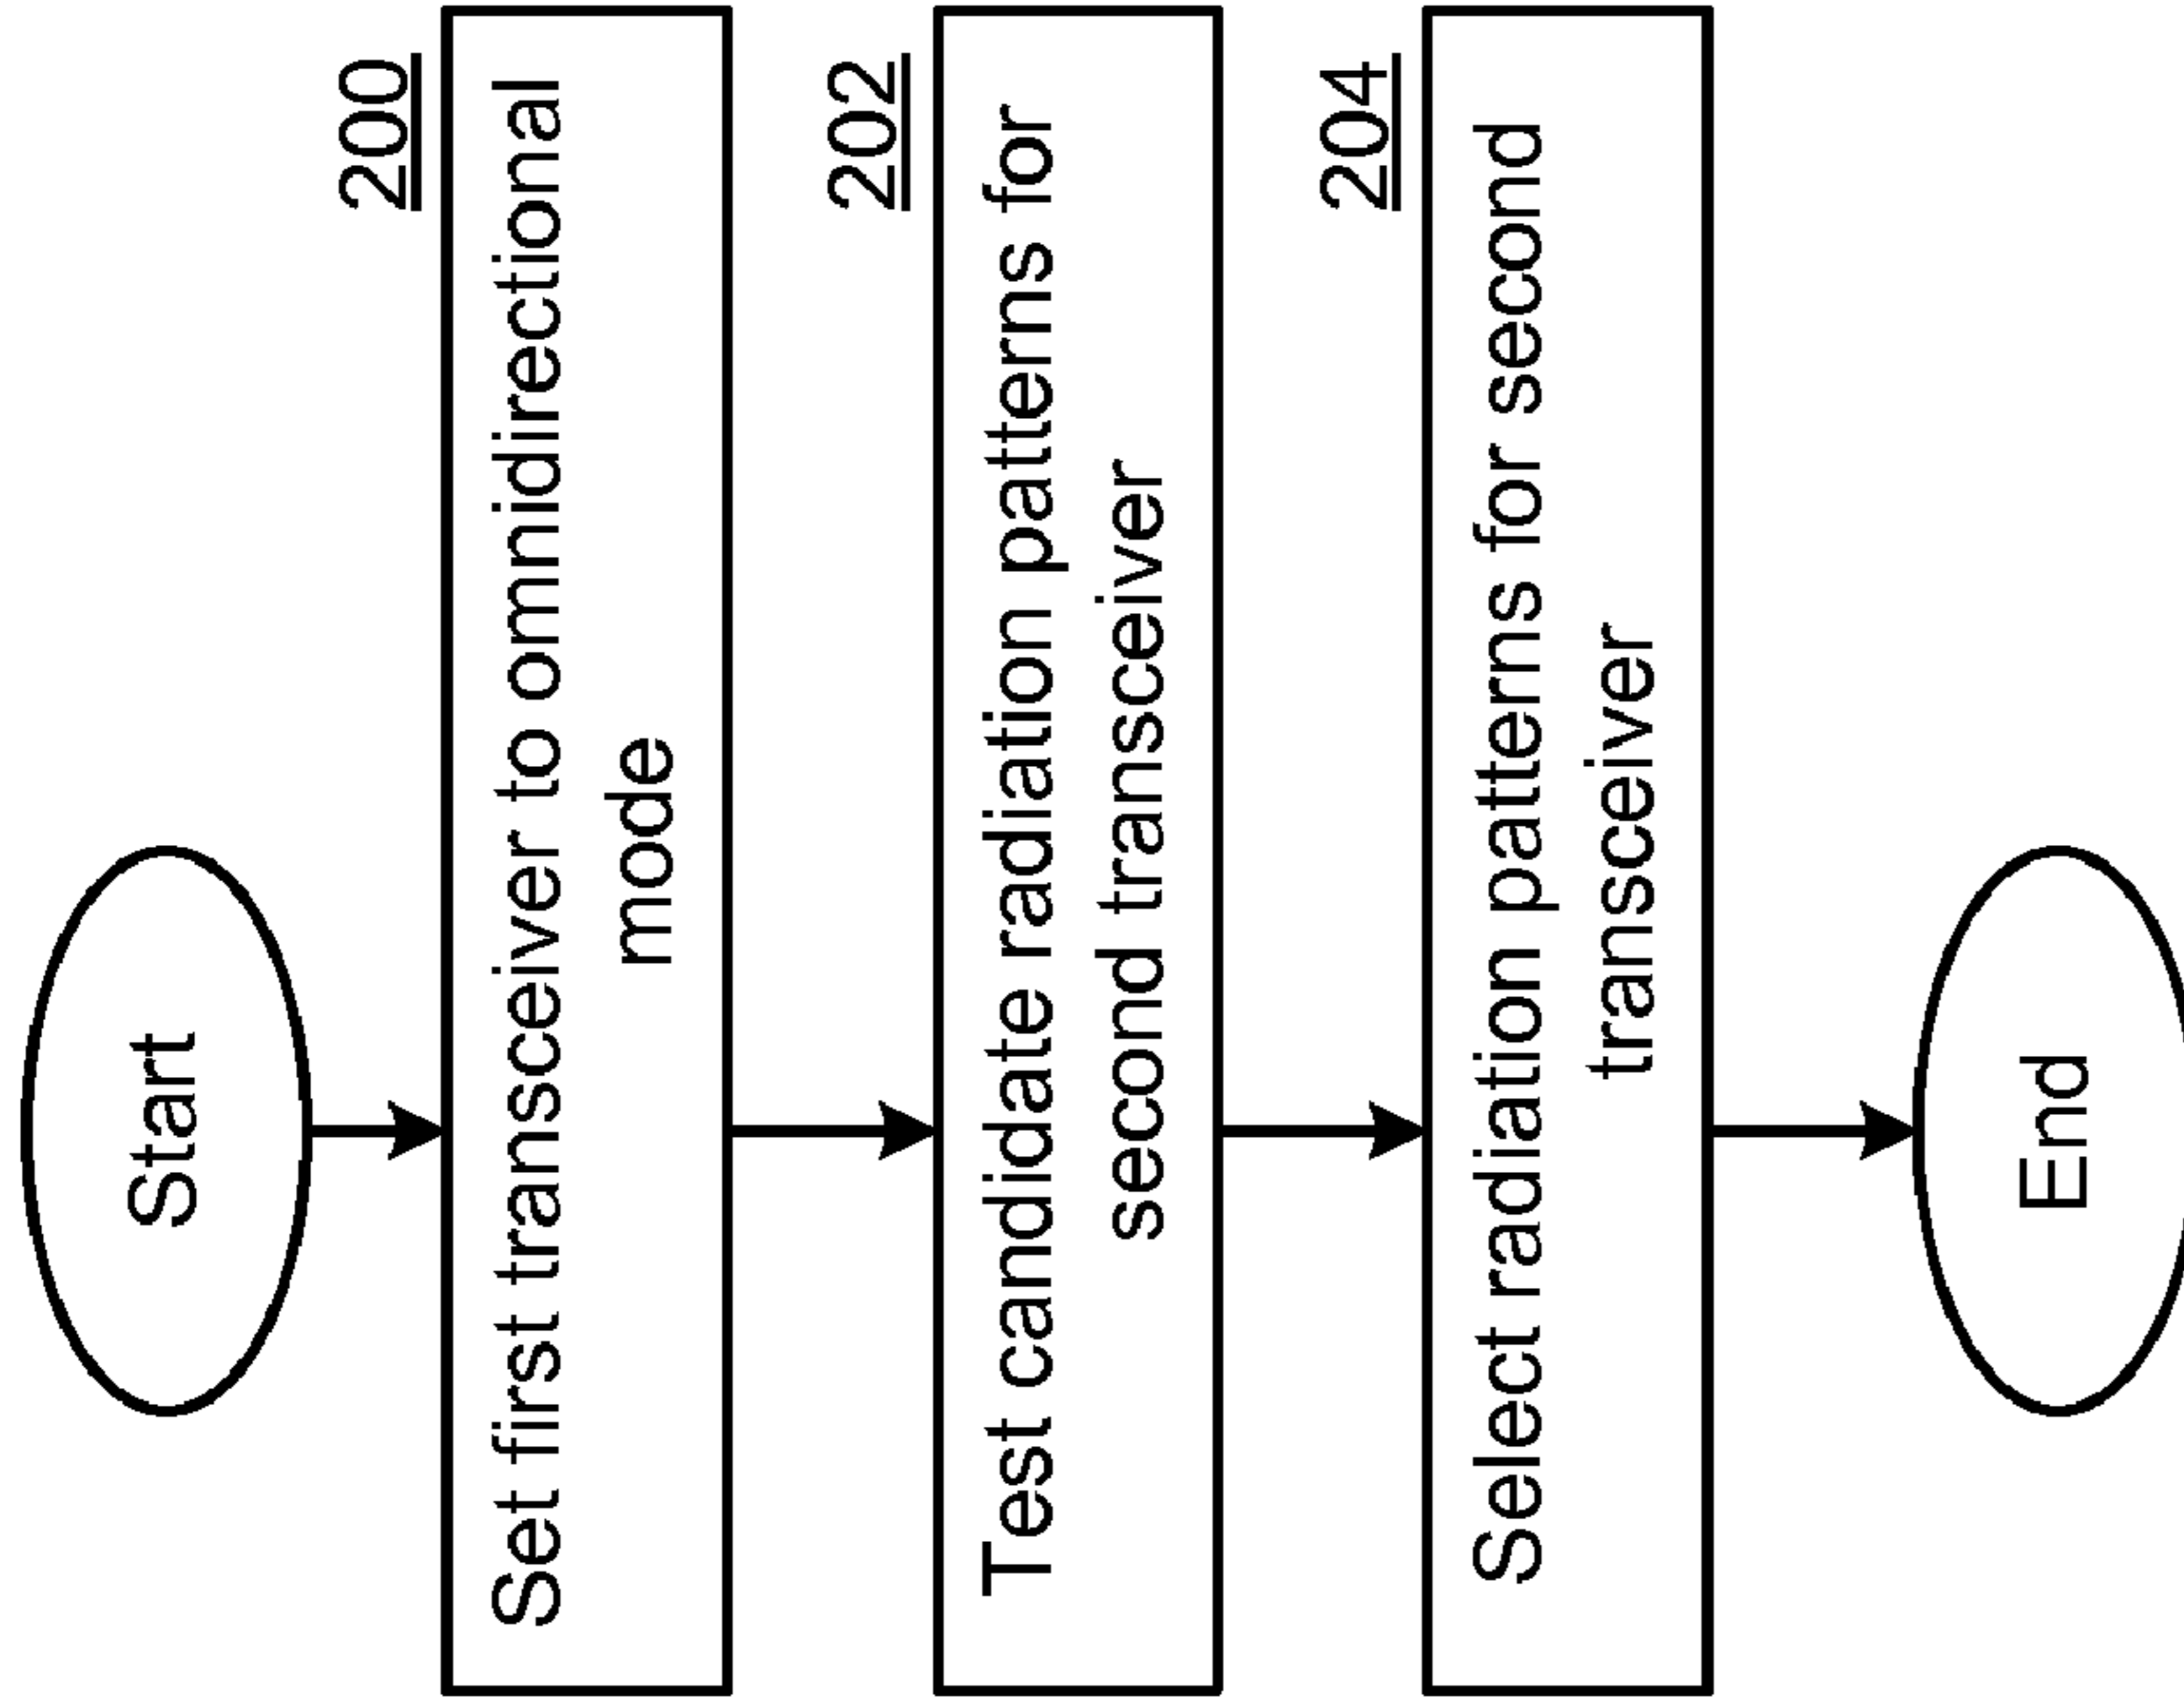 Start
200
Set first transceiver to omnidirectional
mode
202
Test candidate radiation patterns for
second transceiver
204
Select radiation patterns for second
transceiver
End